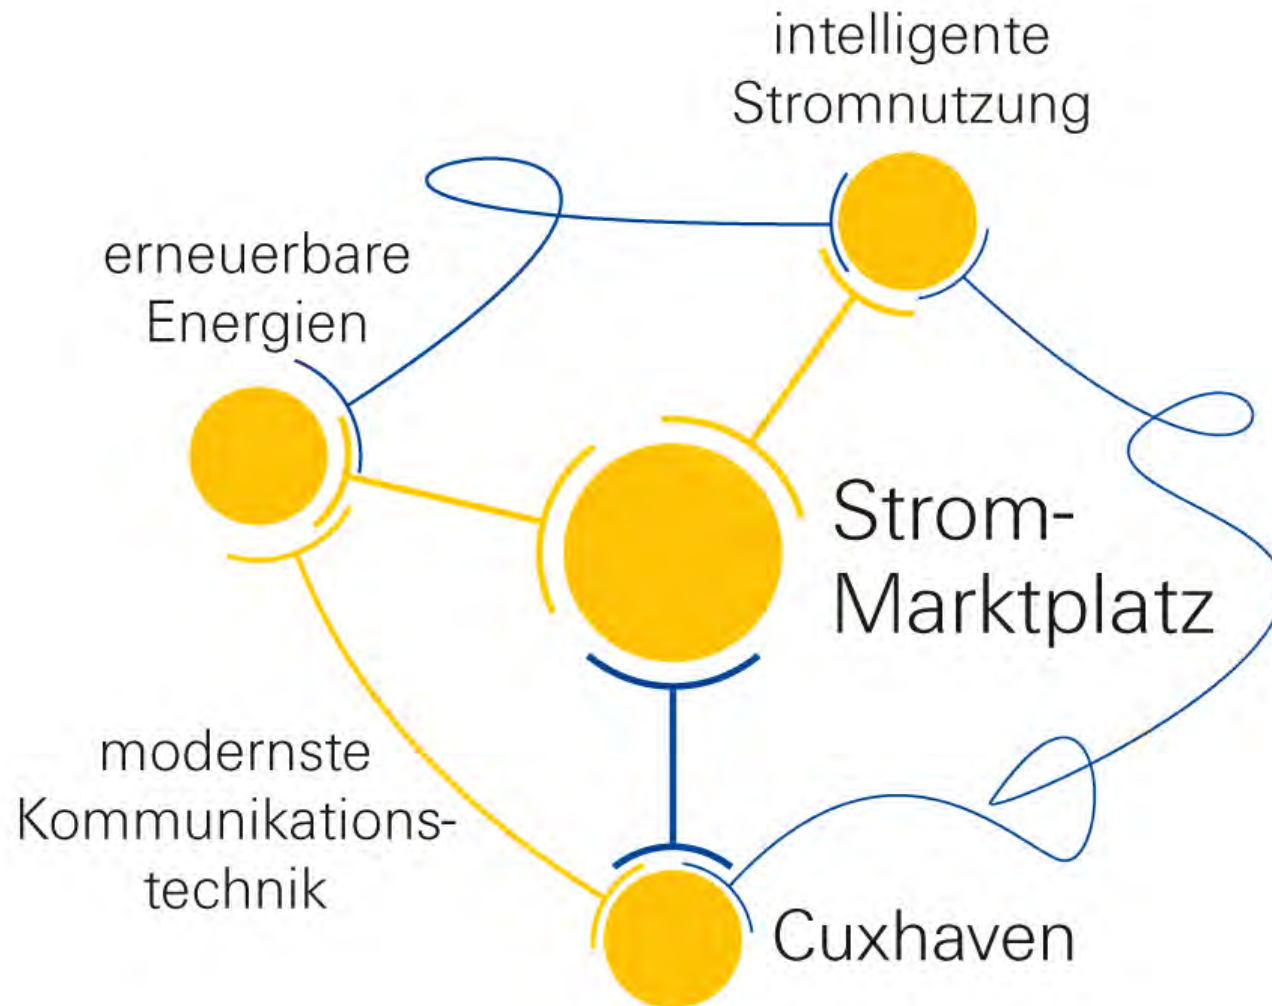 intelligente
Stromnutzung
erneuerbare
Energien
Strom-
Marktplatz
modernste
Kommunikations-
technik
Cuxhaven